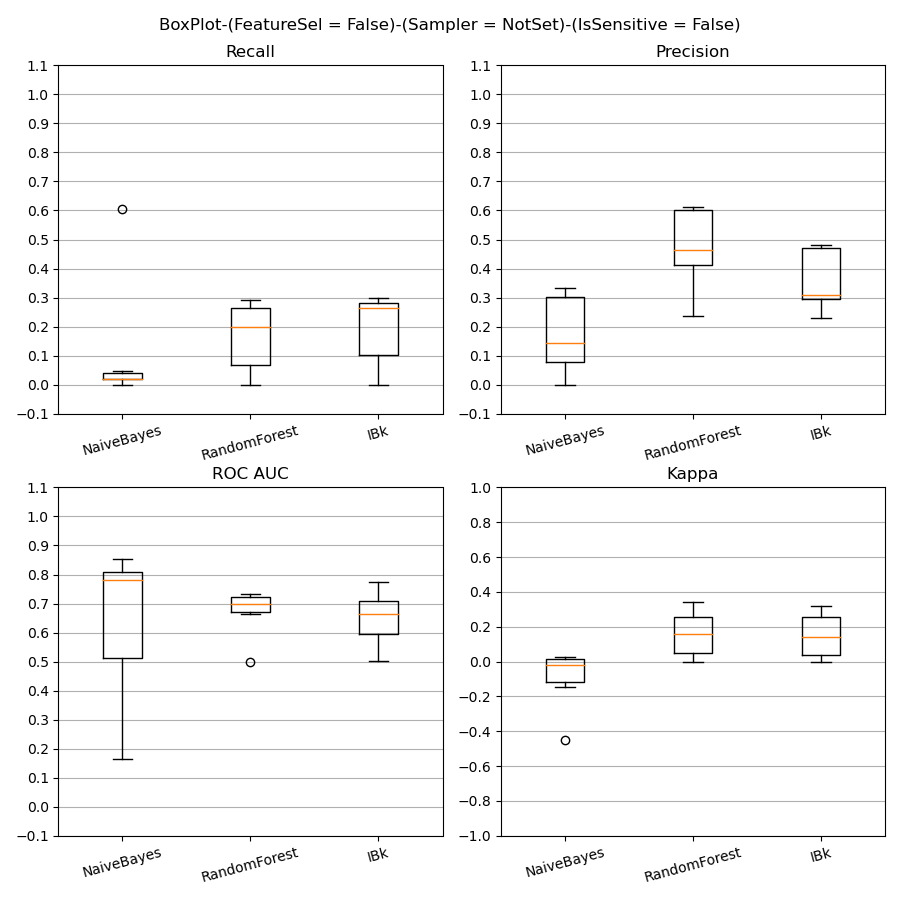 BoxPlot-(FeatureSel = False)-(Sampler = NotSet)-(IsSensitive = False)
Recall
1.1
1.0
0.9
0.8
0.7
0.6
0.5
0.4
0.3
0.2
0.1
0.0
−0.1
NaiveBayes
RandomForest
IBk
Precision
1.1
1.0
0.9
0.8
0.7
0.6
0.5
0.4
0.3
0.2
0.1
0.0
−0.1
NaiveBayes
RandomForest
IBk
ROC AUC
1.1
1.0
0.9
0.8
0.7
0.6
0.5
0.4
0.3
0.2
0.1
0.0
−0.1
NaiveBayes
RandomForest
IBk
Kappa
1.0
0.8
0.6
0.4
0.2
0.0
−0.2
−0.4
−0.6
−0.8
−1.0
NaiveBayes
RandomForest
IBk